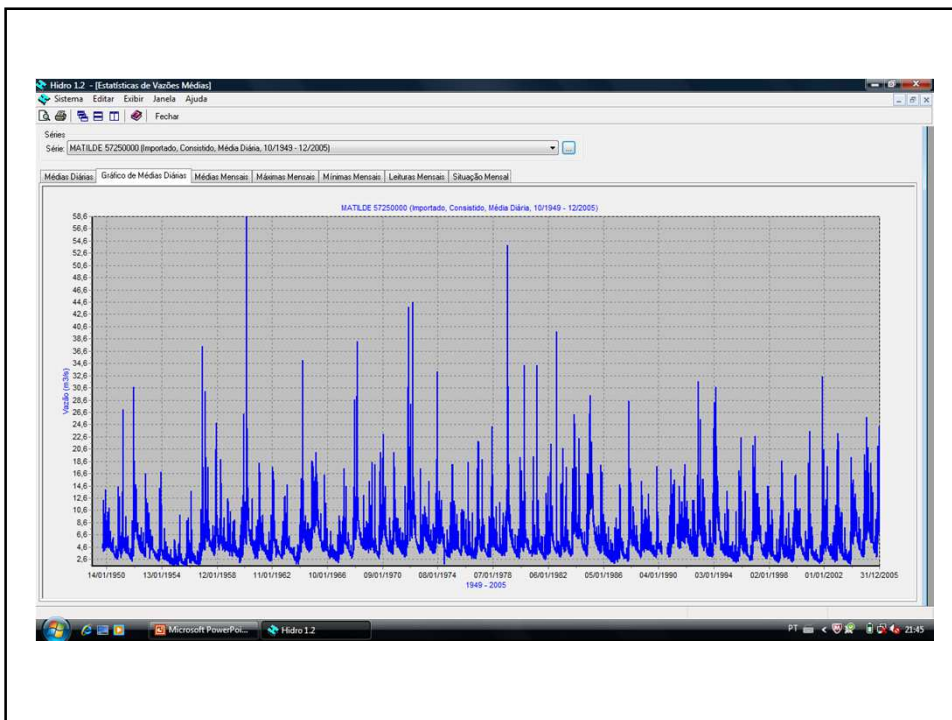 Hidro 1.2 - [Estatísticas de Vazões Médias]
Sistema Editar Exibir Janela Ajuda
Fechar
Séries
Série: MATILDE 57250000 (Importado, Consistido, Média Diária, 10/1949 - 12/2005)
...
Médias Diárias Gráfico de Médias Diárias Médias Mensais Máximas Mensais Mínimas Mensais Leituras Mensais Situação Mensal
MATILDE 57250000 (Importado, Consistido, Média Diária, 10/1949 - 12/2005)
58,6
56,6
54,6
52,6
50,6
48,6
46,6
44,6
42,6
40,6
38,6
36,6
34,6
32,6
30,6
28,6
26,6
24,6
22,6
20,6
18,6
16,6
14,6
12,6
10,6
8,6
6,6
4,6
2,6
Vazão (m3/s)
14/01/1950 13/01/1954 12/01/1958 11/01/1962 10/01/1966 09/01/1970 08/01/1974 07/01/1978 06/01/1982 05/01/1986 04/01/1990 03/01/1994 02/01/1998 01/01/2002 31/12/2005
1949 - 2005
Microsoft PowerPoi... Hidro 1.2 PT 21:45